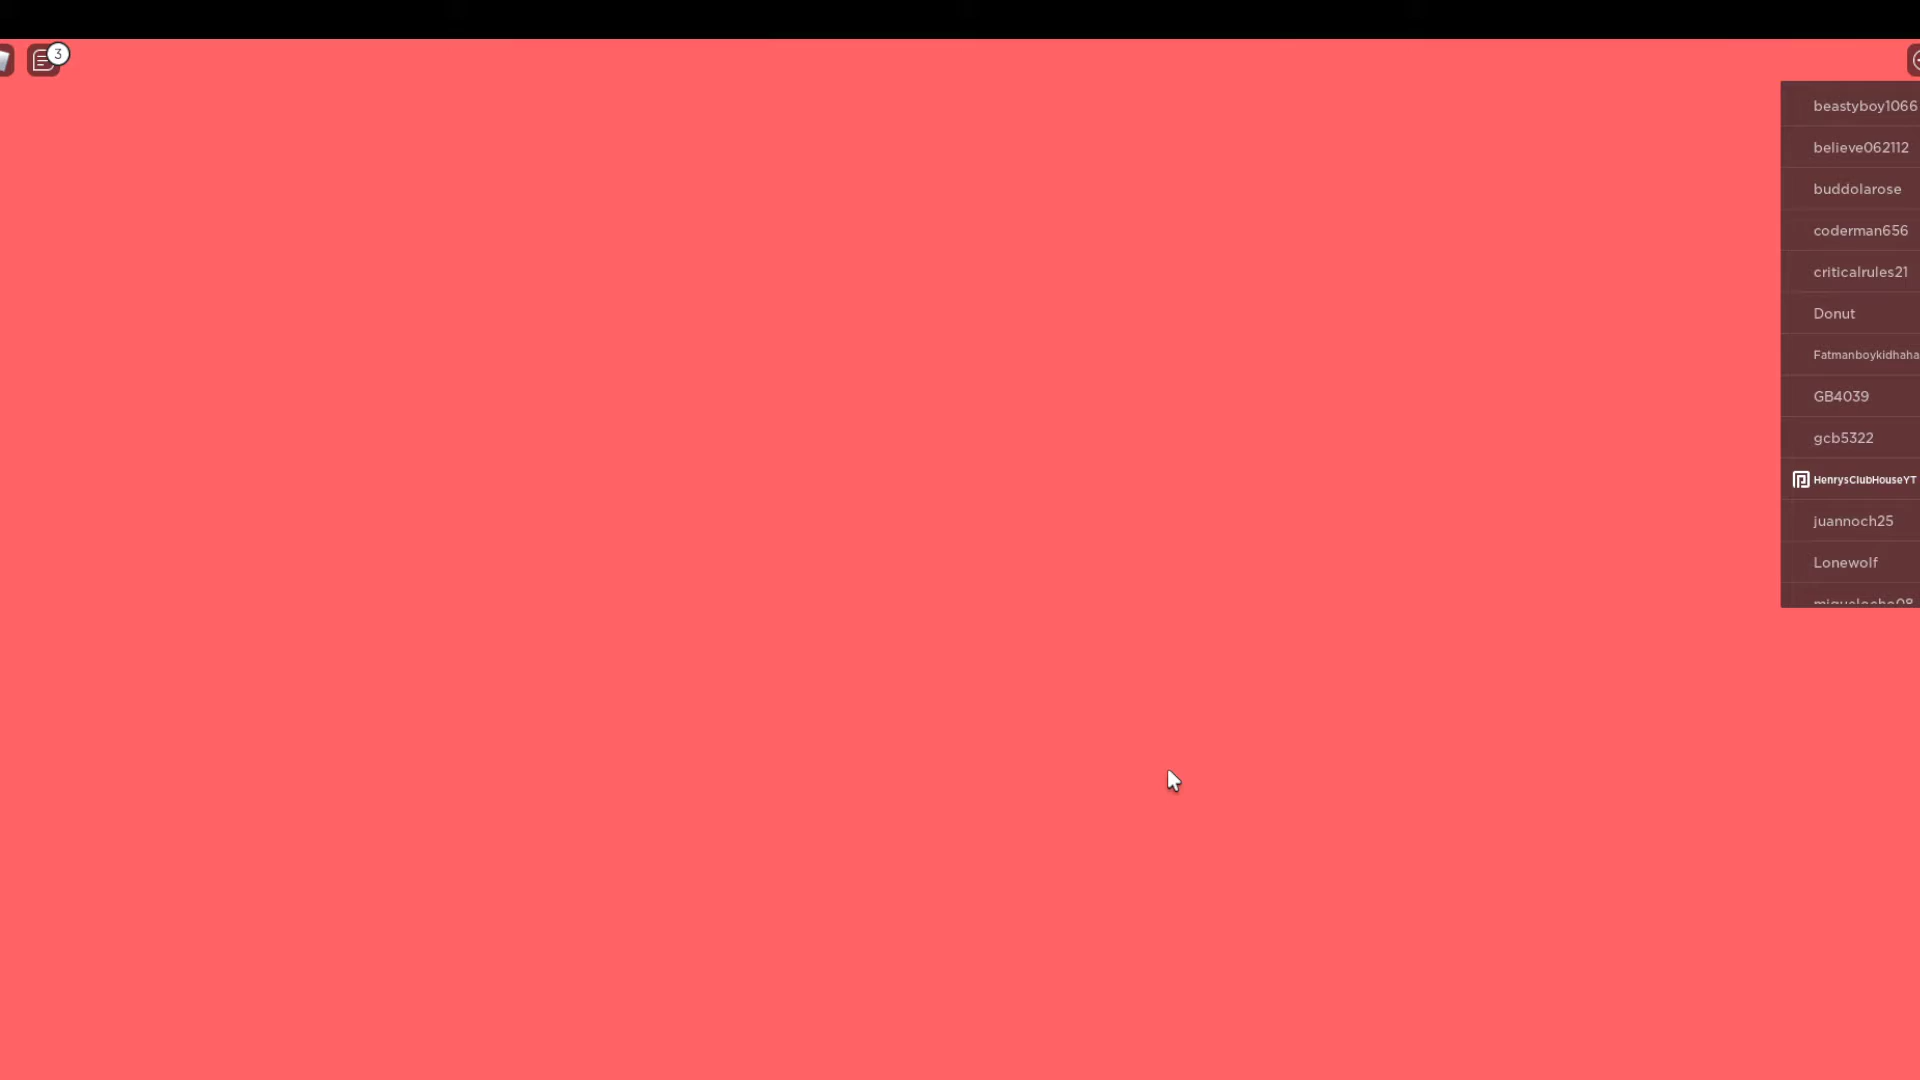 3
beastyboy1066
believe062112
buddolarose
coderman656
criticalrules21
Donut
Fatmanboykidhaha
GB4039
gcb5322
HenrysClubHouseYT
juannoch25
Lonewolf